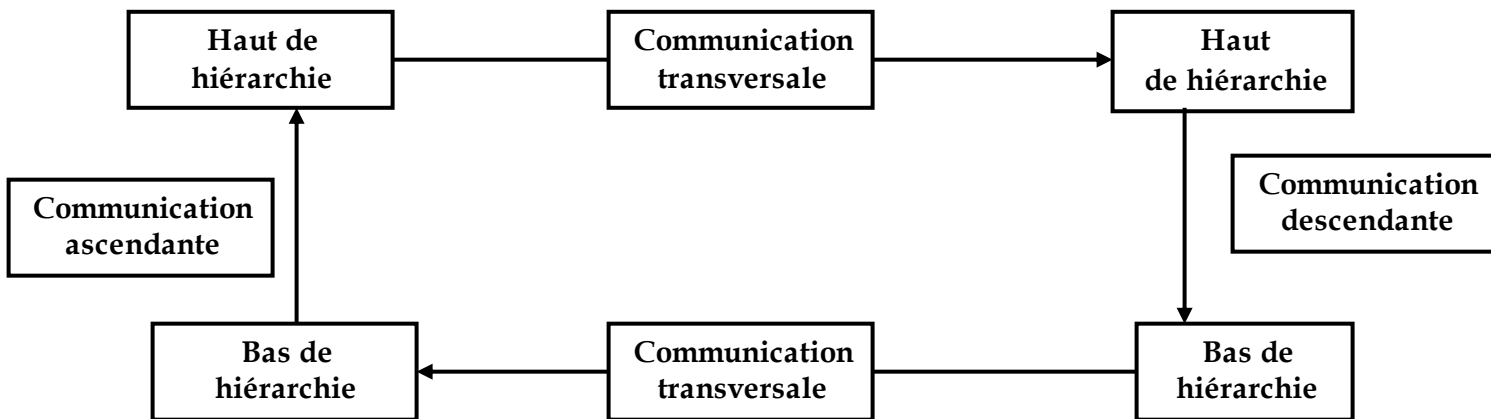 Haut de
hiérarchie
Communication
transversale
Haut
de hiérarchie
Communication
ascendante
Communication
descendante
Bas de
hiérarchie
Communication
transversale
Bas de
hiérarchie